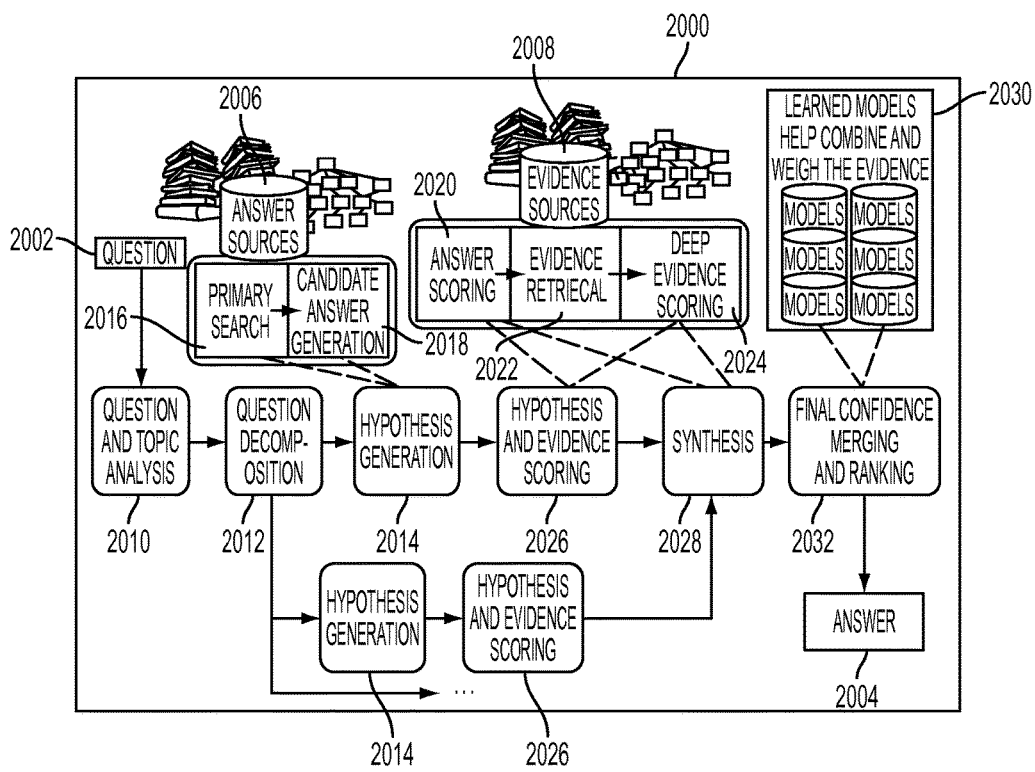 2000
2008
2006
2030
LEARNED MODELS
HELP COMBINE AND
WEIGH THE EVIDENCE
MODELS MODELS
MODELS MODELS
MODELS MODELS
2002
QUESTION
ANSWER
SOURCES
EVIDENCE
SOURCES
2020
PRIMARY
SEARCH
CANDIDATE
ANSWER
GENERATION
2016
2018
ANSWER
SCORING
EVIDENCE
RETRIECAL
DEEP
EVIDENCE
SCORING
2022
2024
QUESTION
AND TOPIC
ANALYSIS
QUESTION
DECOMP-
OSITION
HYPOTHESIS
GENERATION
HYPOTHESIS
AND EVIDENCE
SCORING
SYNTHESIS
FINAL CONFIDENCE
MERGING
AND RANKING
2010
2012
2014
2026
2028
2032
HYPOTHESIS
GENERATION
HYPOTHESIS
AND EVIDENCE
SCORING
ANSWER
2004
...
2014
2026